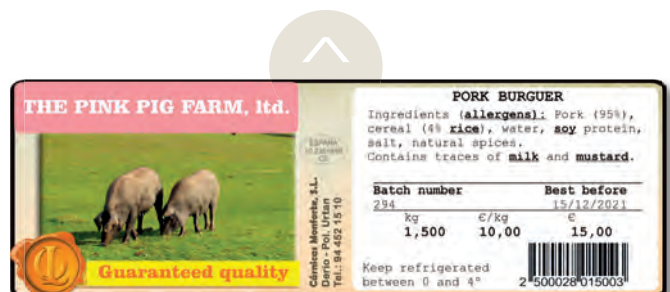 THE PINK PIG FARM, ltd.
Guaranteed quality
ESPAÑA
CE
Cárnicos Monforte, S.L.
Derio - Pol. Urtan
Tel.: 94 452 15 10
PORK BURGUER
Ingredients (allergens): Pork (95%),
cereal (4% rice), water, soy protein,
salt, natural spices.
Contains traces of milk and mustard.
Batch number Best before
294 15/12/2021
kg €/kg €
1,500 10,00 15,00
Keep refrigerated
between 0 and 4°
2 500028 015003